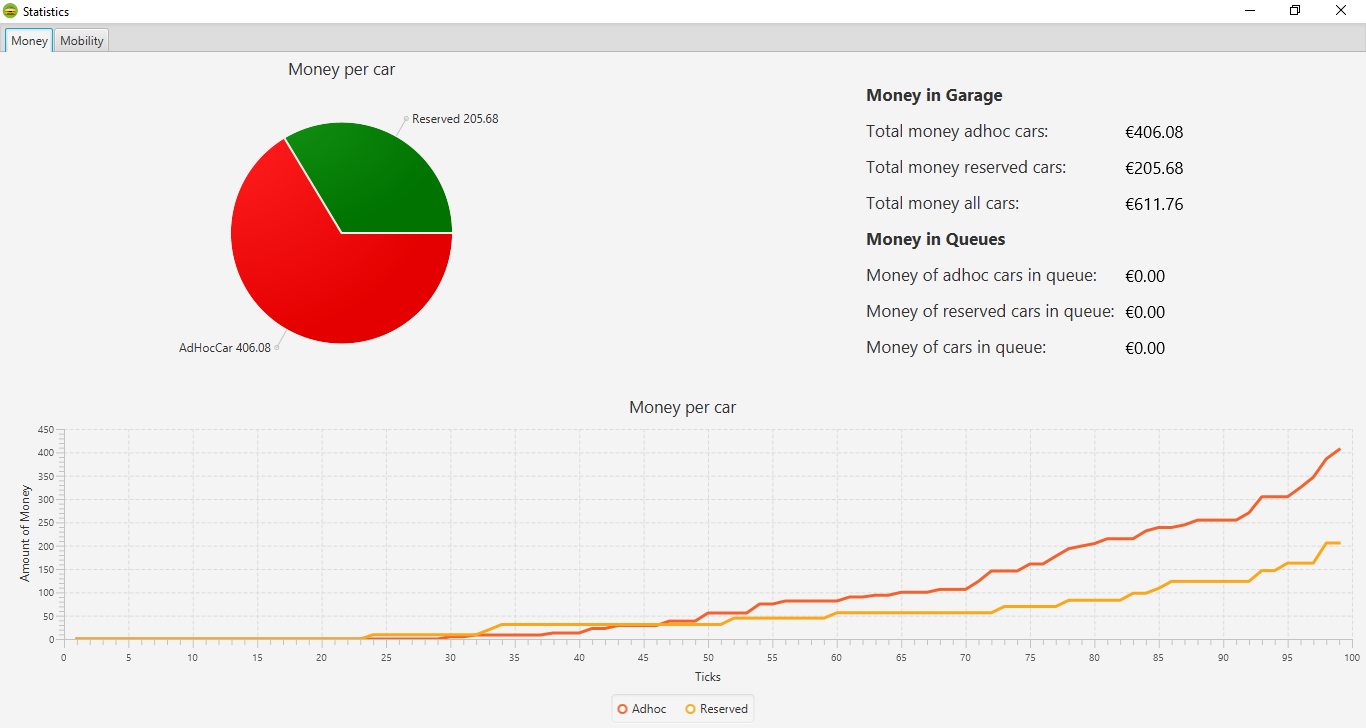 Statistics
Money Mobility
Money per car
Reserved 205.68
AdHocCar 406.08
Money in Garage
Total money adhoc cars: €406.08
Total money reserved cars: €205.68
Total money all cars: €611.76
Money in Queues
Money of adhoc cars in queue: €0.00
Money of reserved cars in queue: €0.00
Money of cars in queue: €0.00
Money per car
Amount of Money
450
400
350
300
250
200
150
100
50
0
0 5 10 15 20 25 30 35 40 45 50 55 60 65 70 75 80 85 90 95 100
Ticks
Adhoc Reserved